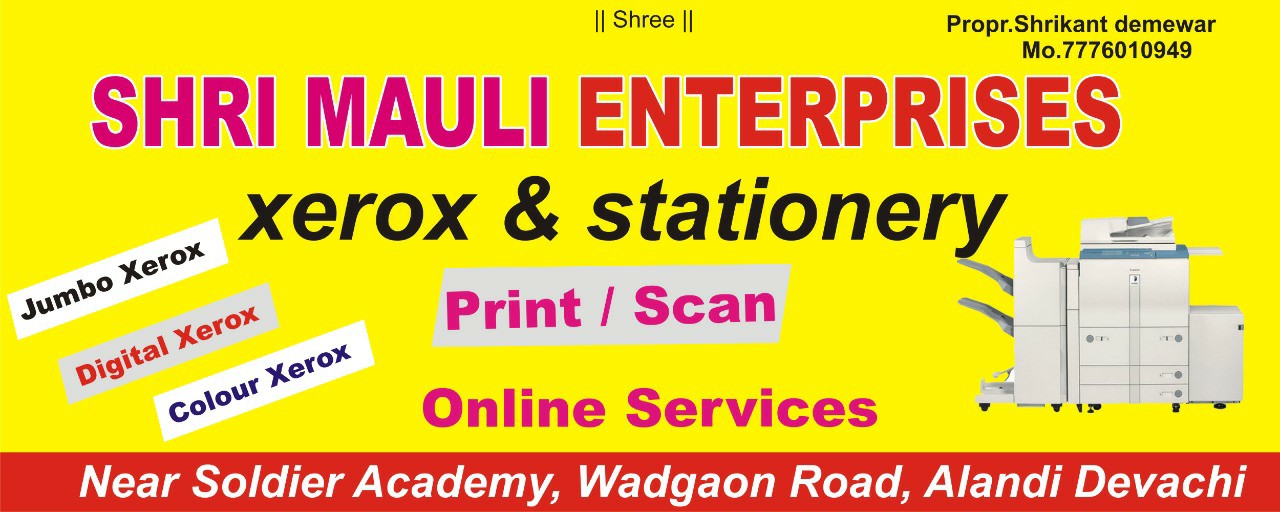 || Shree ||
Propr.Shrikant demewar
Mo.7776010949
SHRI MAULI ENTERPRISES
xerox & stationery
Jumbo Xerox
Digital Xerox
Colour Xerox
Print / Scan
Online Services
Near Soldier Academy, Wadgaon Road, Alandi Devachi